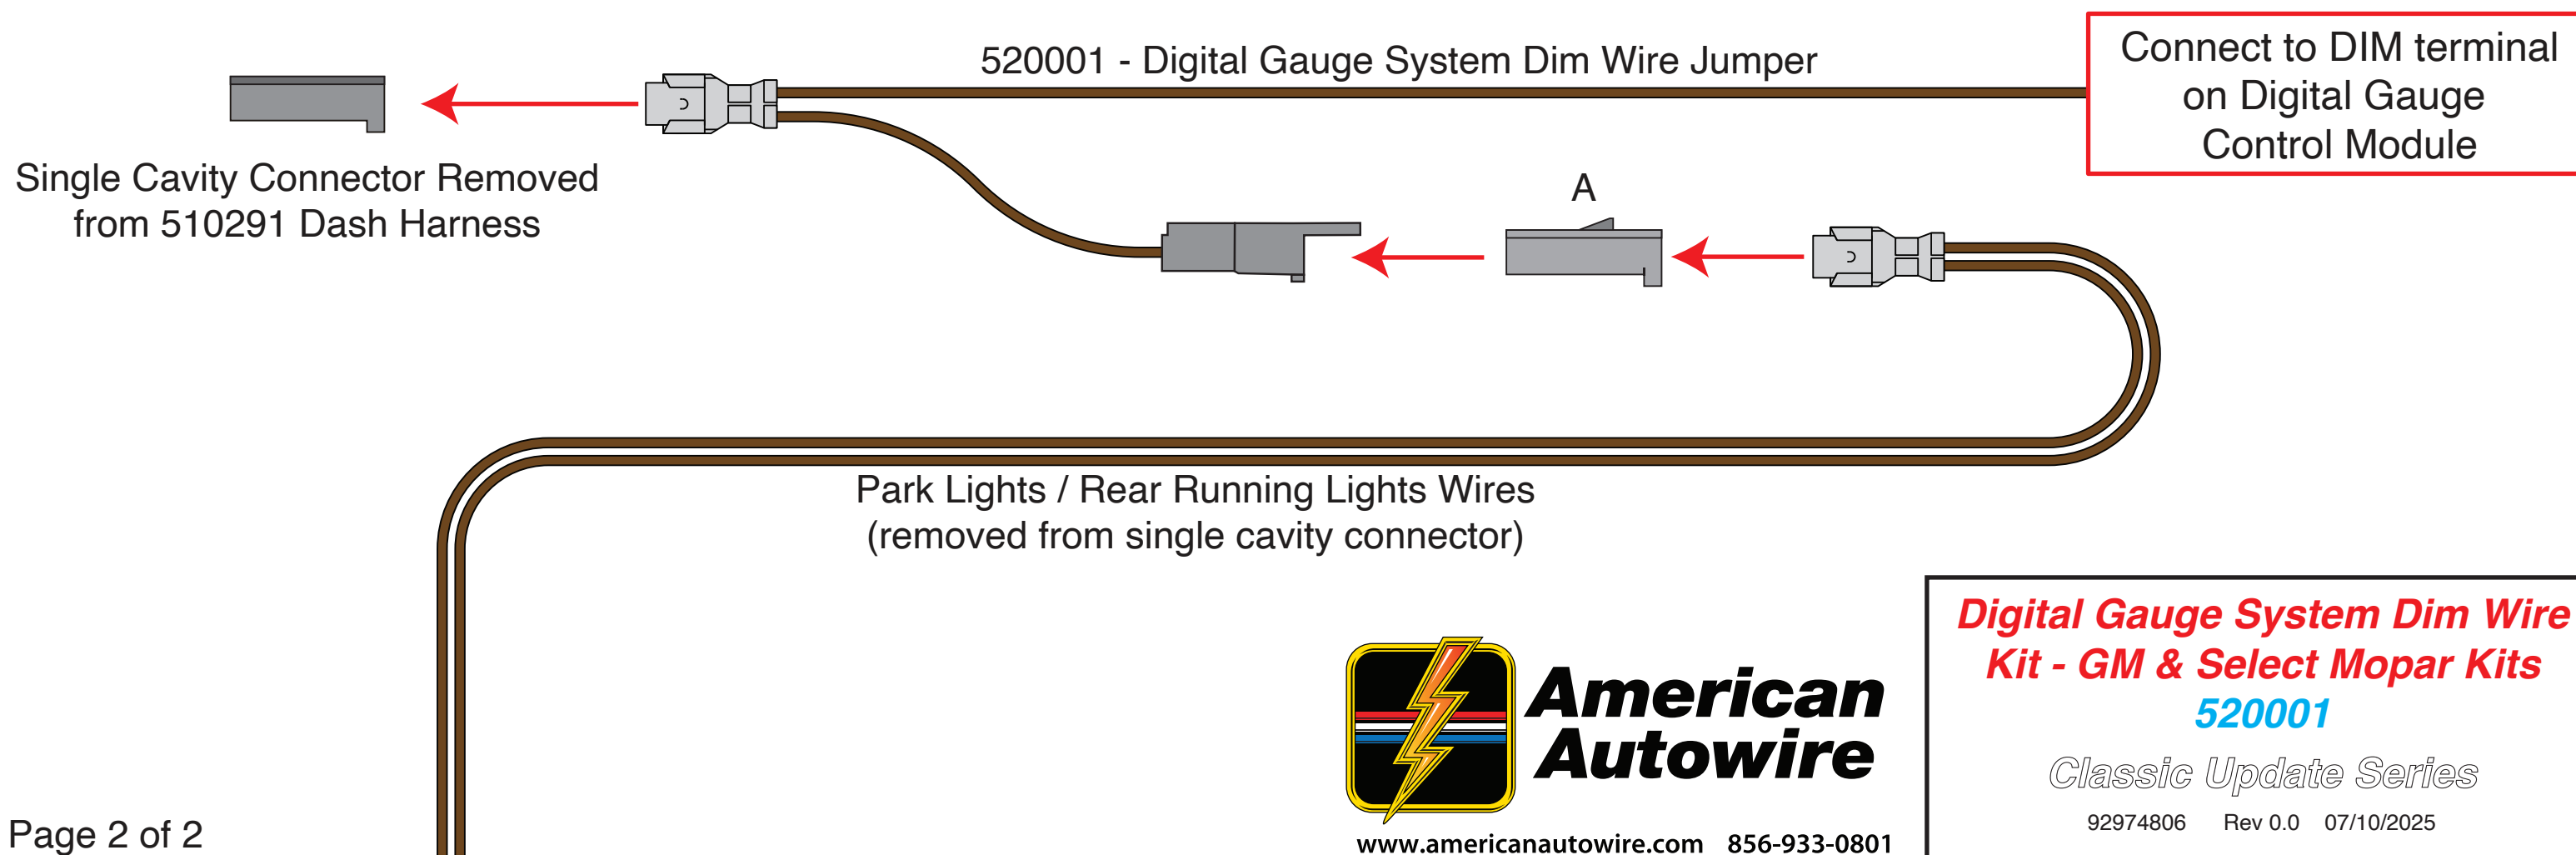 520001 - Digital Gauge System Dim Wire Jumper
Connect to DIM terminal
on Digital Gauge
Control Module
Single Cavity Connector Removed
from 510291 Dash Harness
A
Park Lights / Rear Running Lights Wires
(removed from single cavity connector)
American
Autowire
www.americanautowire.com 856-933-0801
Digital Gauge System Dim Wire
Kit - GM & Select Mopar Kits
520001
Classic Update Series
92974806 Rev 0.0 07/10/2025
Page 2 of 2